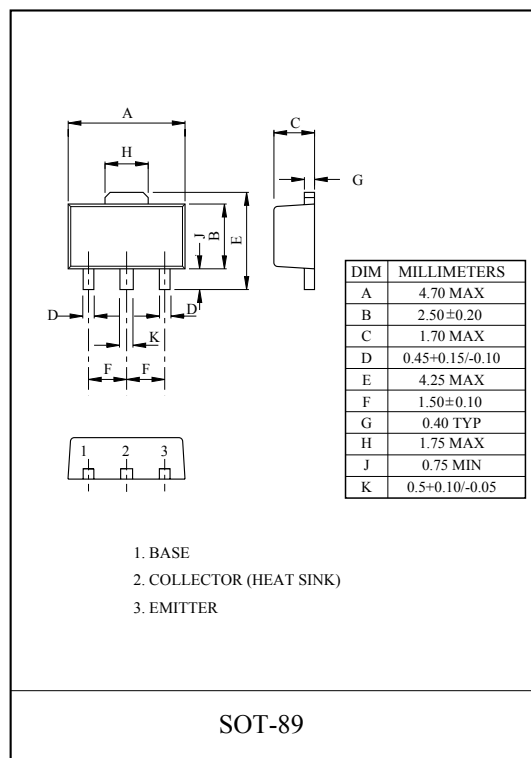 A
H
C
G
J
B
E
D
D
K
F
F
DIM MILLIMETERS
A 4.70 MAX
B 2.50±0.20
C 1.70 MAX
D 0.45+0.15/-0.10
E 4.25 MAX
F 1.50±0.10
G 0.40 TYP
H 1.75 MAX
J 0.75 MIN
K 0.5+0.10/-0.05
1 2 3
1. BASE
2. COLLECTOR (HEAT SINK)
3. EMITTER
SOT-89